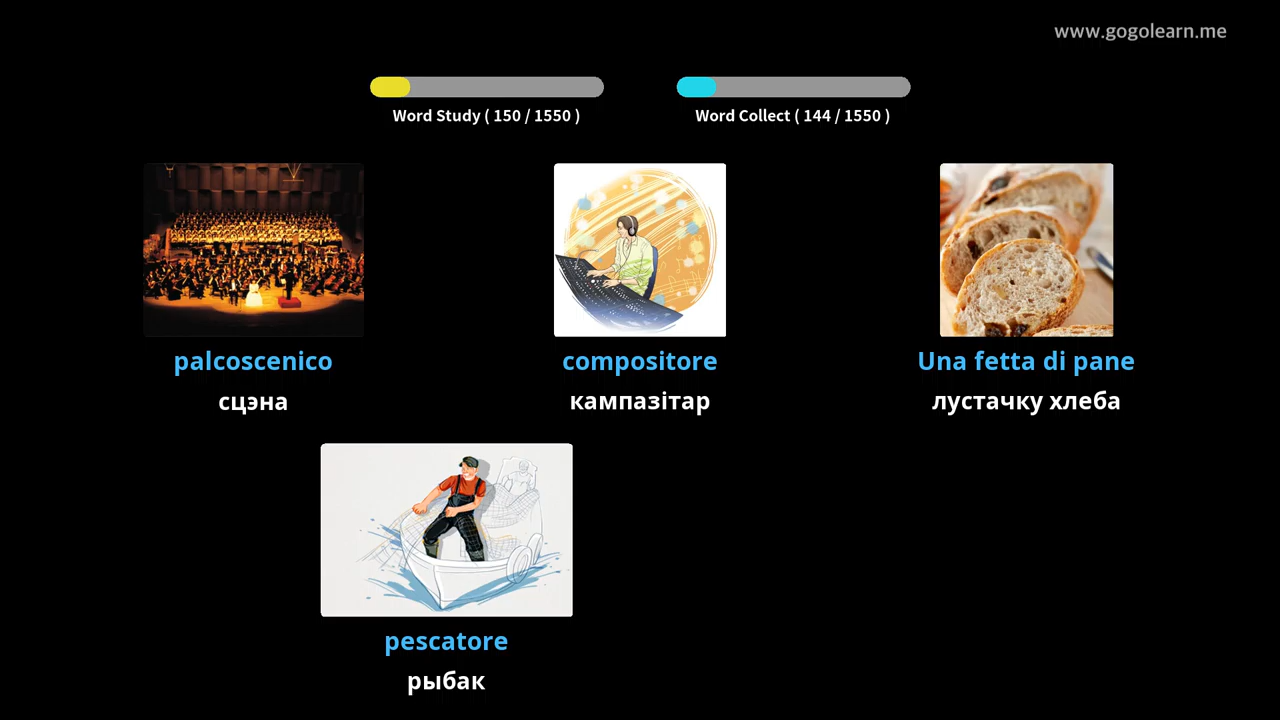 www.gogolearn.me
Word Study ( 150 / 1550 )
Word Collect ( 144 / 1550 )
palcoscenico
сцэна
compositore
кампазітар
Una fetta di pane
лустачку хлеба
pescatore
рыбак